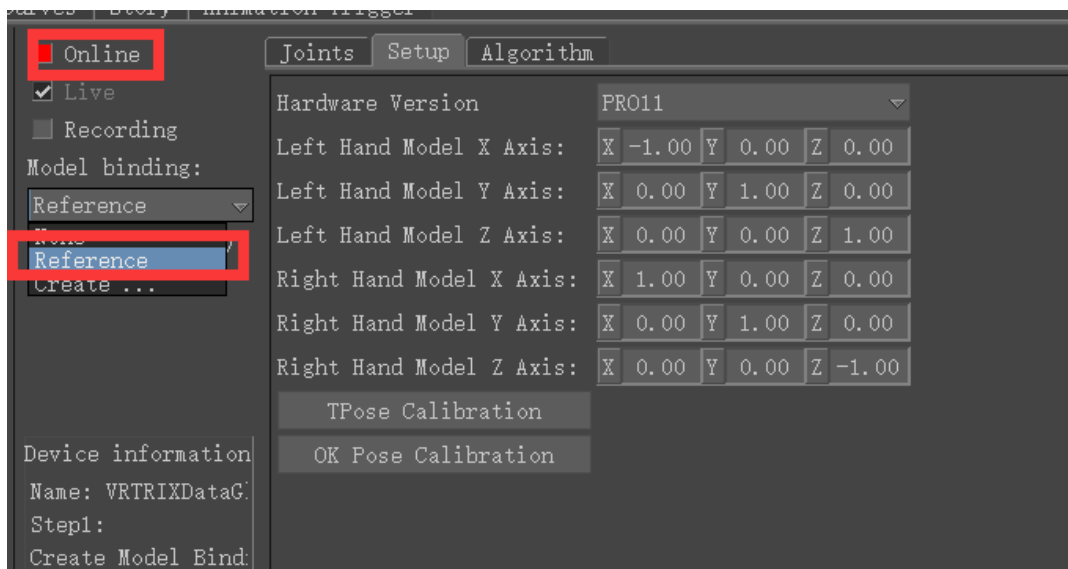 Story Animation Trigger
Online
Live
Recording
Model binding:
Reference
None
Reference
Create ...
Device information
Name: VRTRIXDataG
Step1:
Create Model Bind
Joints Setup Algorithm
Hardware Version PRO11
Left Hand Model X Axis: X -1.00 Y 0.00 Z 0.00
Left Hand Model Y Axis: X 0.00 Y 1.00 Z 0.00
Left Hand Model Z Axis: X 0.00 Y 0.00 Z 1.00
Right Hand Model X Axis: X 1.00 Y 0.00 Z 0.00
Right Hand Model Y Axis: X 0.00 Y 1.00 Z 0.00
Right Hand Model Z Axis: X 0.00 Y 0.00 Z -1.00
TPose Calibration
OK Pose Calibration